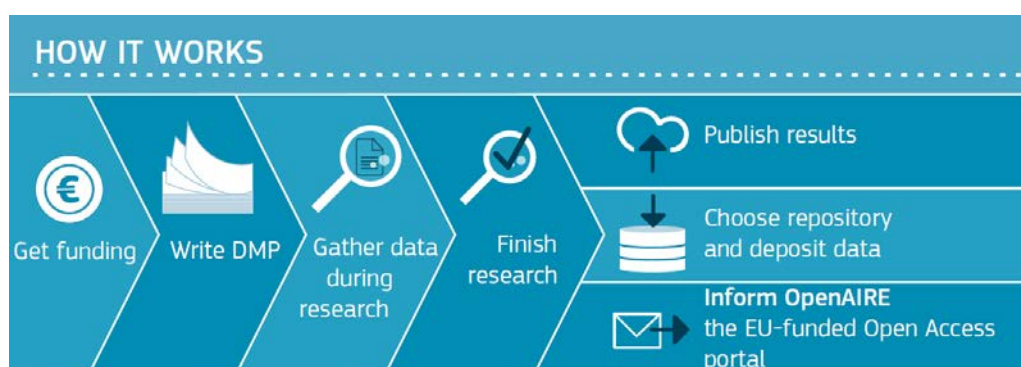 HOW IT WORKS
€
Get funding
Write DMP
Gather data
during
research
Finish
research
Publish results
Choose repository
and deposit data
Inform OpenAIRE
the EU-funded Open Access
portal